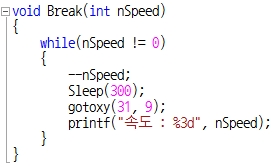 void Break(int nSpeed)
{
    while(nSpeed != 0)
    {
        --nSpeed;
        Sleep(300);
        gotoxy(31, 9);
        printf("속도 : %3d", nSpeed);
    }
}